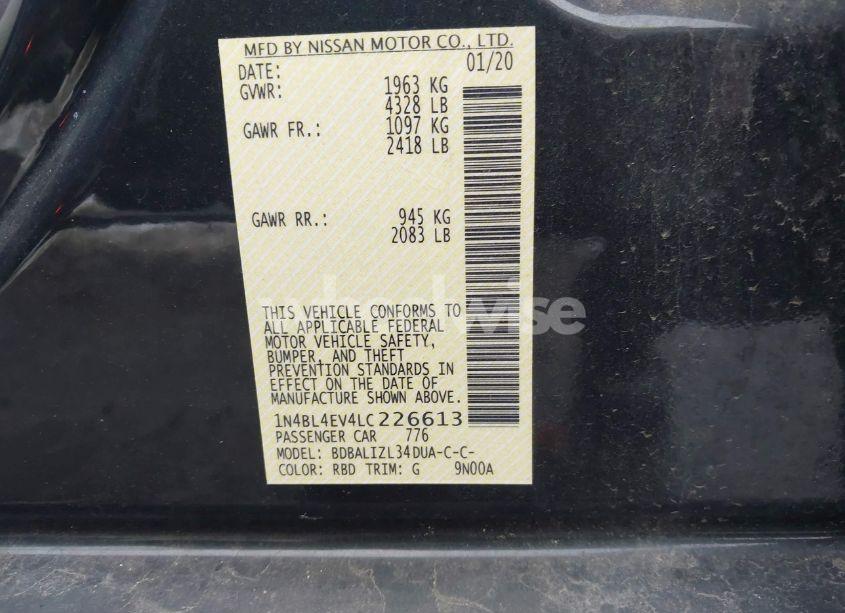 MFD BY NISSAN MOTOR CO., LTD.
DATE: 01/20
GVWR: 1963 KG
4328 LB
GAWR FR.: 1097 KG
2418 LB
GAWR RR.: 945 KG
2083 LB
THIS VEHICLE CONFORMS TO
ALL APPLICABLE FEDERAL
MOTOR VEHICLE SAFETY,
BUMPER, AND THEFT
PREVENTION STANDARDS IN
EFFECT ON THE DATE OF
MANUFACTURE SHOWN ABOVE.
1N4BL4EV4LC226613
PASSENGER CAR 776
MODEL: BDBALIZL34DUA-C-C-
COLOR: RBD TRIM: G 9N00A